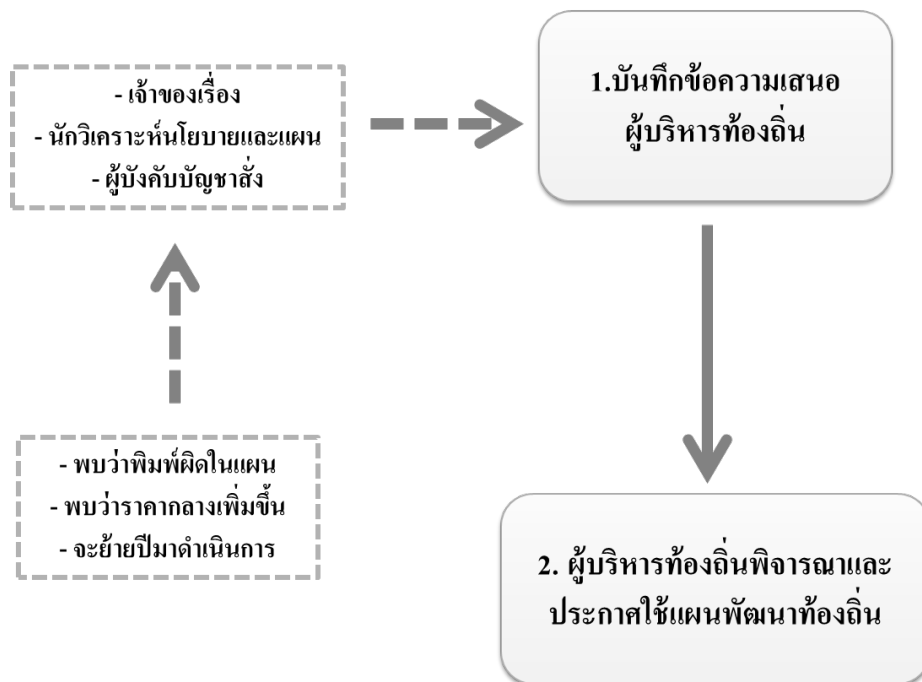 - เจ้าของเรื่อง
- นักวิเคราะห์นโยบายและแผน
- ผู้บังคับบัญชาสั่ง
1.บันทึกข้อความเสนอ
ผู้บริหารท้องถิ่น
- พบว่าพิมพ์ผิดในแผน
- พบว่าราคากลางเพิ่มขึ้น
- จะย้ายปีมาดำเนินการ
2. ผู้บริหารท้องถิ่นพิจารณาและ
ประกาศใช้แผนพัฒนาท้องถิ่น